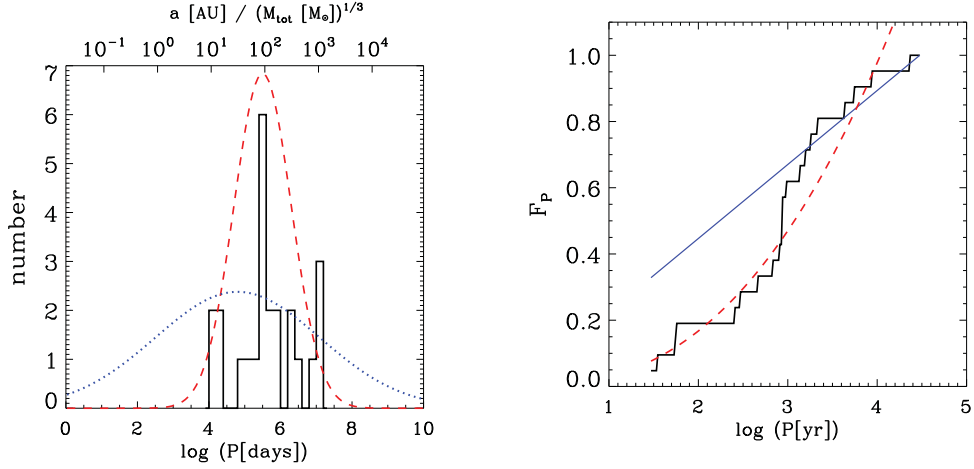 a [AU] / (M_tot [M_⊙])^1/3
10^-1 10^0 10^1 10^2 10^3 10^4
7
6
5
4
3
2
1
0
number
0 2 4 6 8 10
log (P[days])
1.0
0.8
0.6
0.4
0.2
0.0
F_P
1 2 3 4 5
log (P[yr])